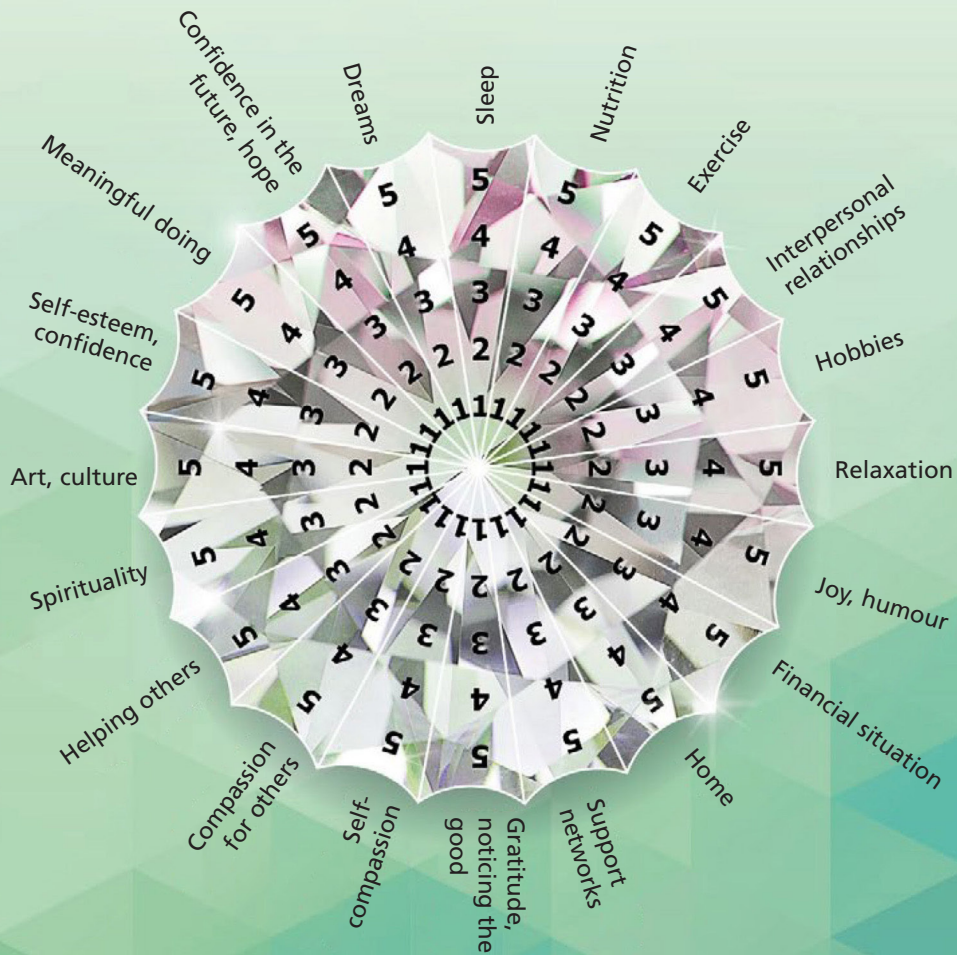 Sleep
Nutrition
Exercise
Interpersonal
relationships
Hobbies
Relaxation
Joy, humour
Financial situation
Home
Support
networks
Gratitude,
noticing the
good
Self-
compassion
Compassion
for others
Helping others
Spirituality
Art, culture
Self-esteem,
confidence
Meaningful doing
Confidence in the
future, hope
Dreams
5 5 5 5 5 5 5 5 5 5 5 5 5 5 5 5 5 5 5 5
4 4 4 4 4 4 4 4 4 4 4 4 4 4 4 4 4 4 4 4
3 3 3 3 3 3 3 3 3 3 3 3 3 3 3 3 3 3 3 3
2 2 2 2 2 2 2 2 2 2 2 2 2 2 2 2 2 2 2 2
1 1 1 1 1 1 1 1 1 1 1 1 1 1 1 1 1 1 1 1